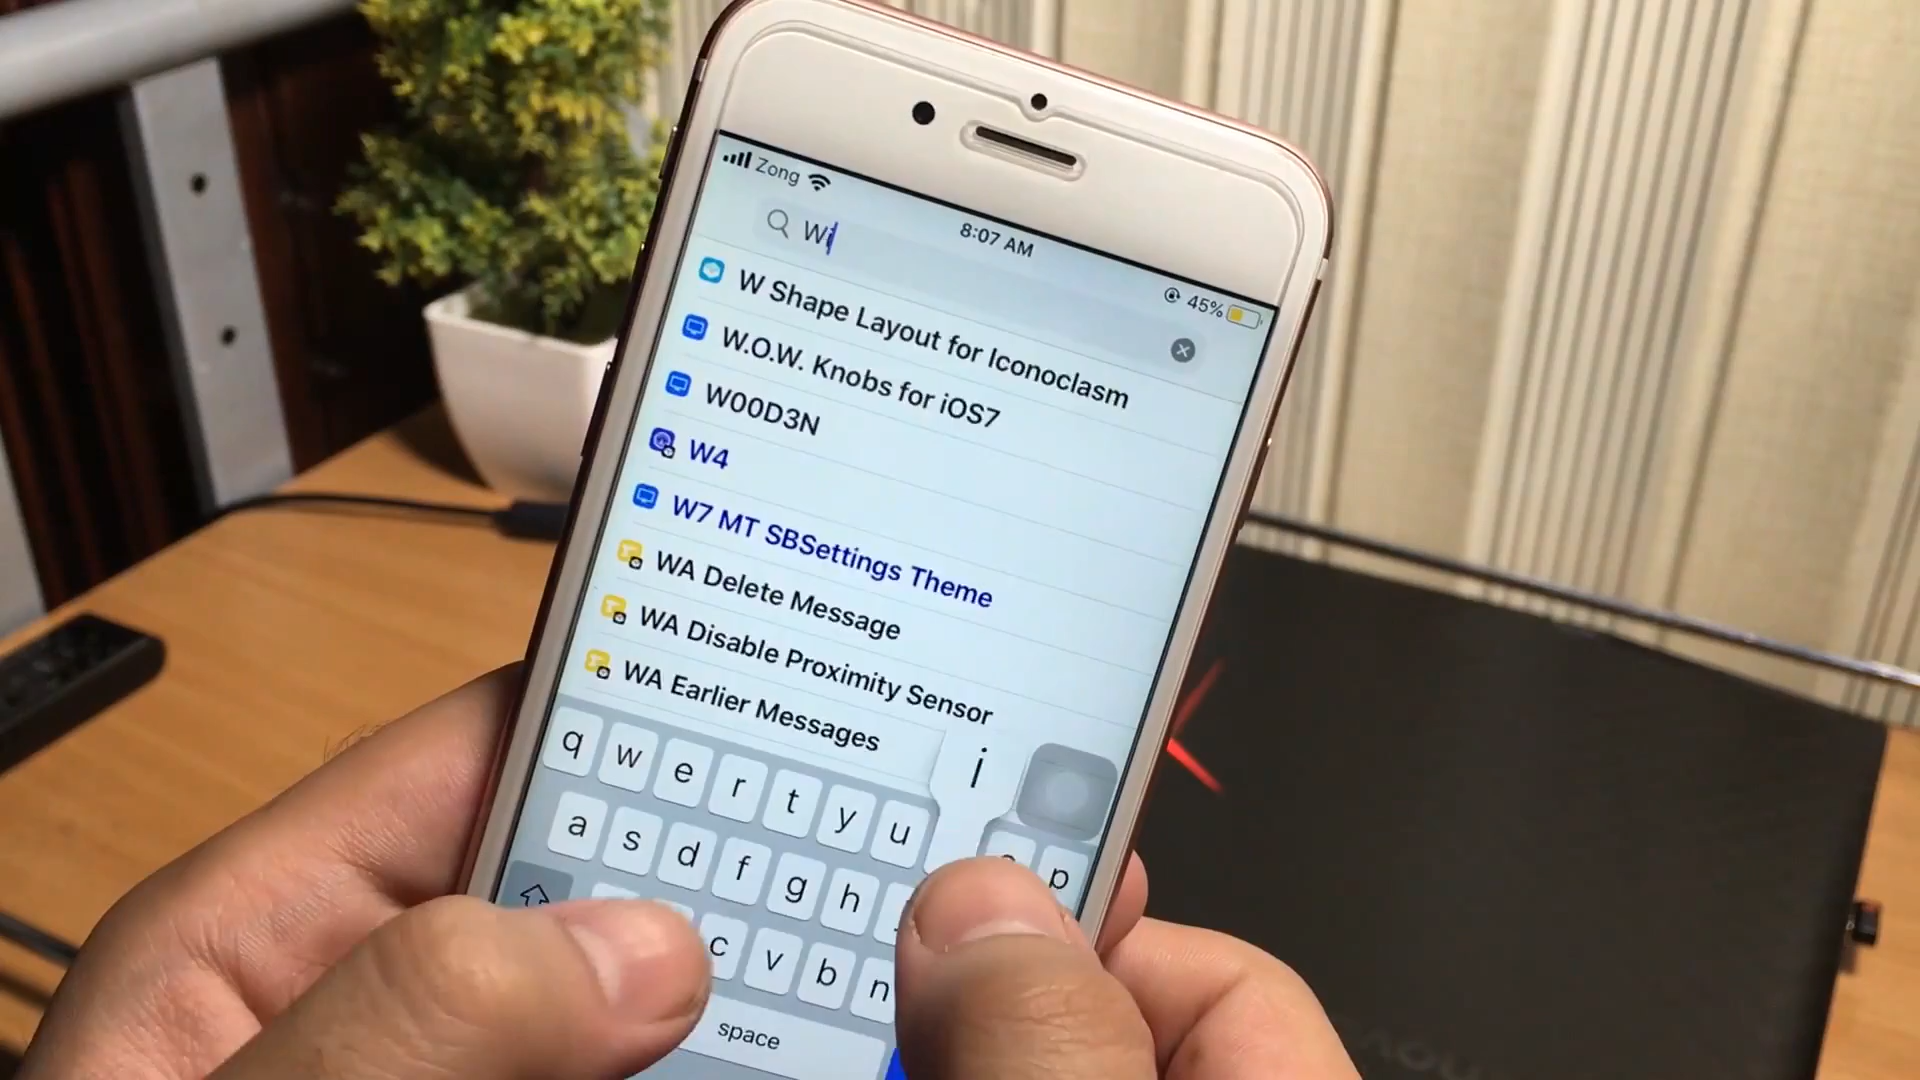 Zong
8:07 AM
45%
Wi
W Shape Layout for Iconoclasm
W.O.W. Knobs for iOS7
W00D3N
W4
W7 MT SBSettings Theme
WA Delete Message
WA Disable Proximity Sensor
WA Earlier Messages
i
q w e r t y u p
a s d f g h
c v b n
space